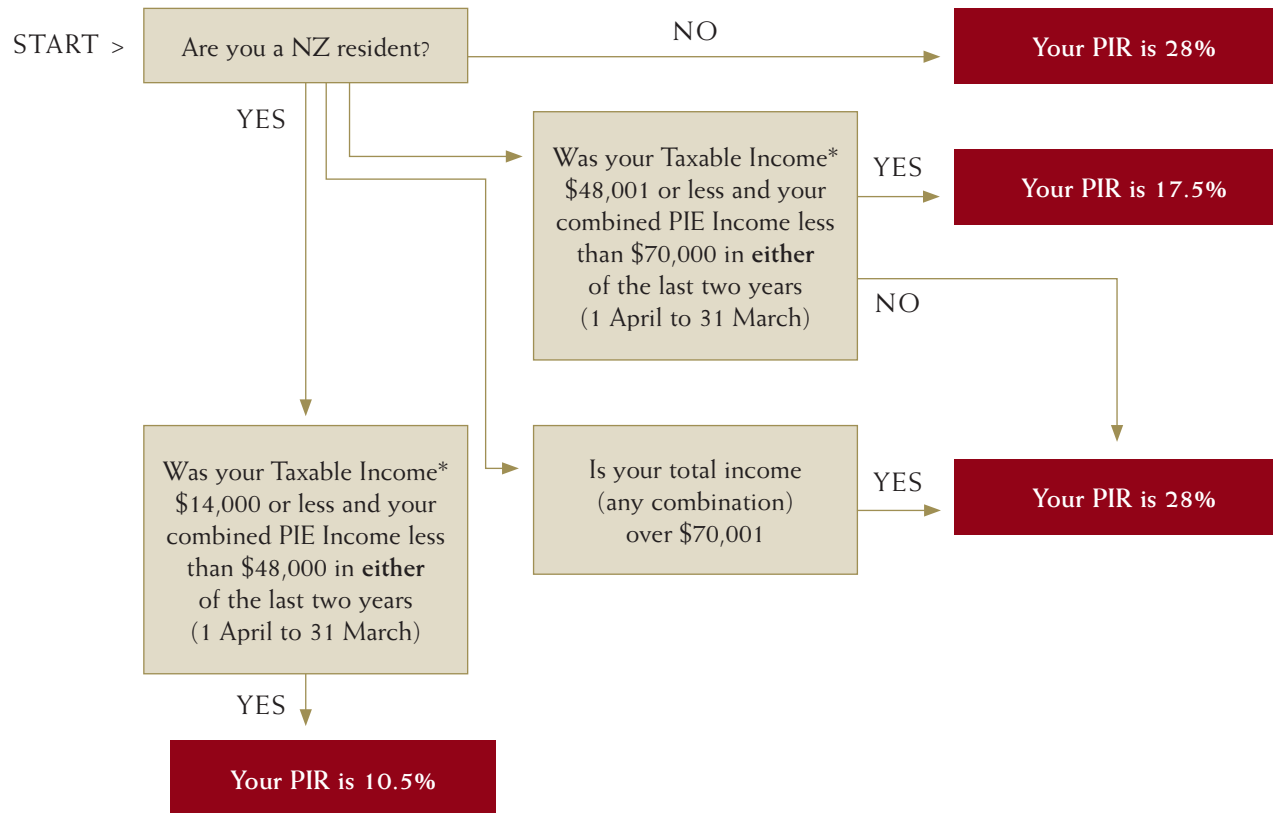 START >
Are you a NZ resident?
NO
Your PIR is 28%
YES
Was your Taxable Income*
$48,001 or less and your
combined PIE Income less
than $70,000 in either
of the last two years
(1 April to 31 March)
YES
Your PIR is 17.5%
NO
Was your Taxable Income*
$14,000 or less and your
combined PIE Income less
than $48,000 in either
of the last two years
(1 April to 31 March)
Is your total income
(any combination)
over $70,001
YES
Your PIR is 28%
YES
Your PIR is 10.5%